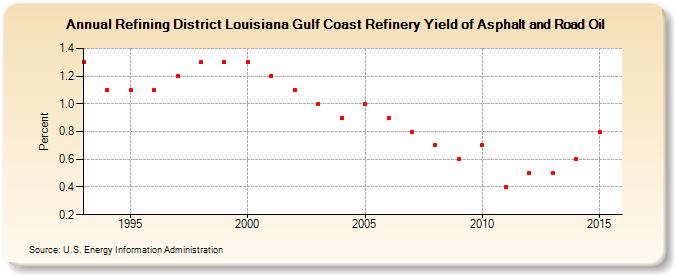 Annual Refining District Louisiana Gulf Coast Refinery Yield of Asphalt and Road Oil
Percent
1.4
1.2
1.0
0.8
0.6
0.4
0.2
1995 2000 2005 2010 2015
Source: U.S. Energy Information Administration